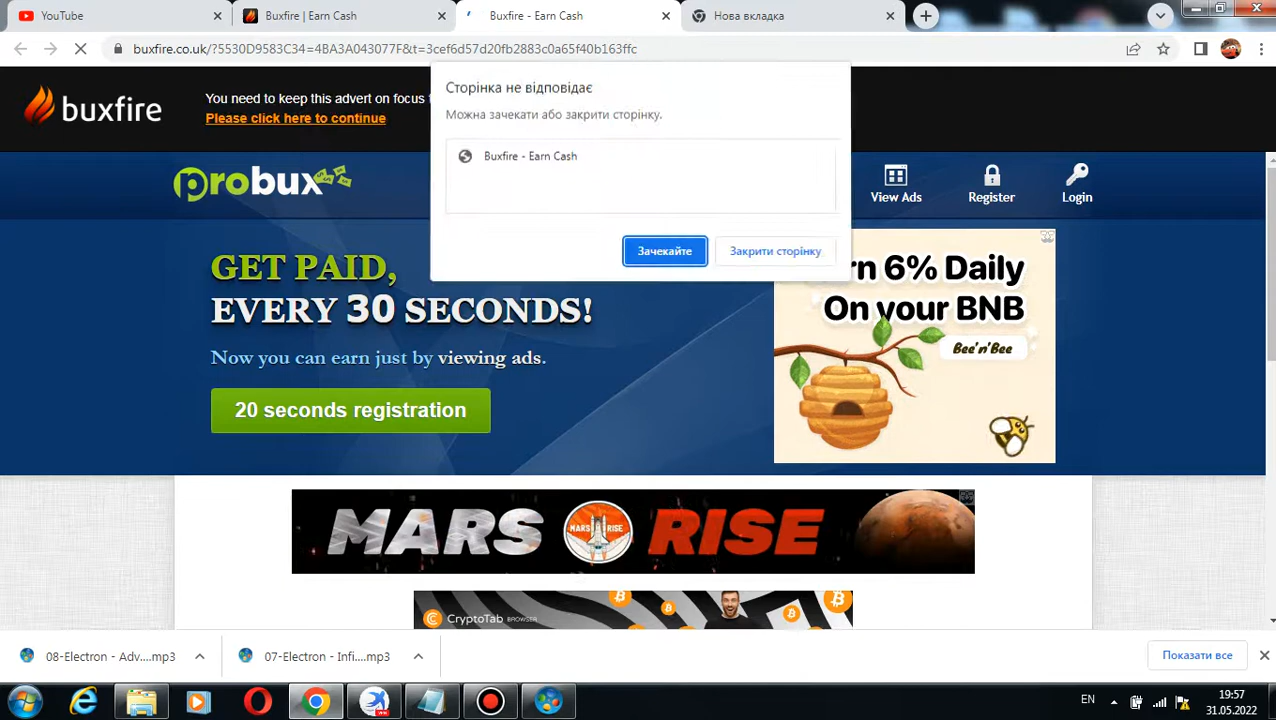 YouTube
Buxfire | Earn Cash
Buxfire - Earn Cash
Нова вкладка
buxfire.co.uk/?5530D9583C34=4BA3A043077F&t=3cef6d57d20fb2a83c0a65f40b163ffc
buxfire
You need to keep this advert on focus
Please click here to continue
Сторінка не відповідає
Можна зачекати або закрити сторінку.
Buxfire - Earn Cash
Зачекайте
Закрити сторінку
probux
View Ads
Register
Login
GET PAID,
EVERY 30 SECONDS!
Now you can earn just by viewing ads.
20 seconds registration
rn 6% Daily
On your BNB
Bee'n'Bee
MARS
MARS RISE
RISE
CryptoTab BROWSER
08-Electron - Adv....mp3
07-Electron - Infi....mp3
Показати все
EN
19:57
31.05.2022